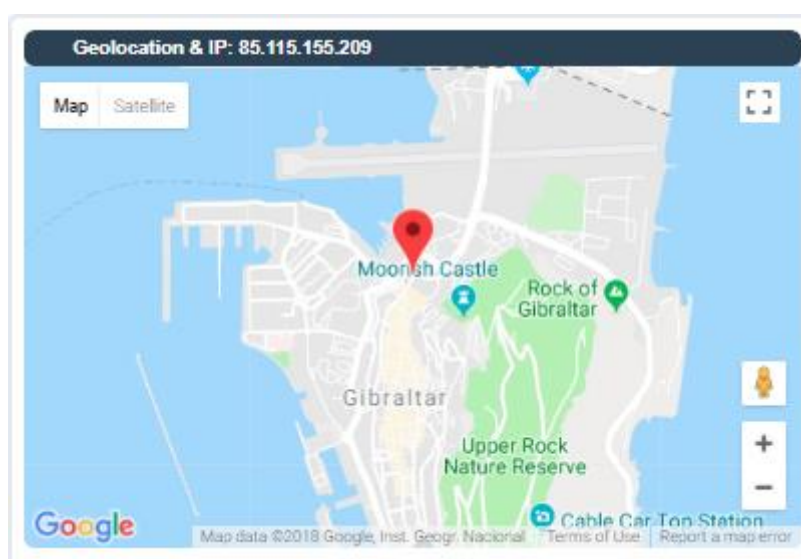 Geolocation & IP: 85.115.155.209
Map Satellite
Moorish Castle
Rock of
Gibraltar
Gibraltar
Upper Rock
Nature Reserve
+
−
Cable Car Top Station
Google
Map data ©2018 Google, Inst. Geogr. Nacional Terms of Use Report a map error